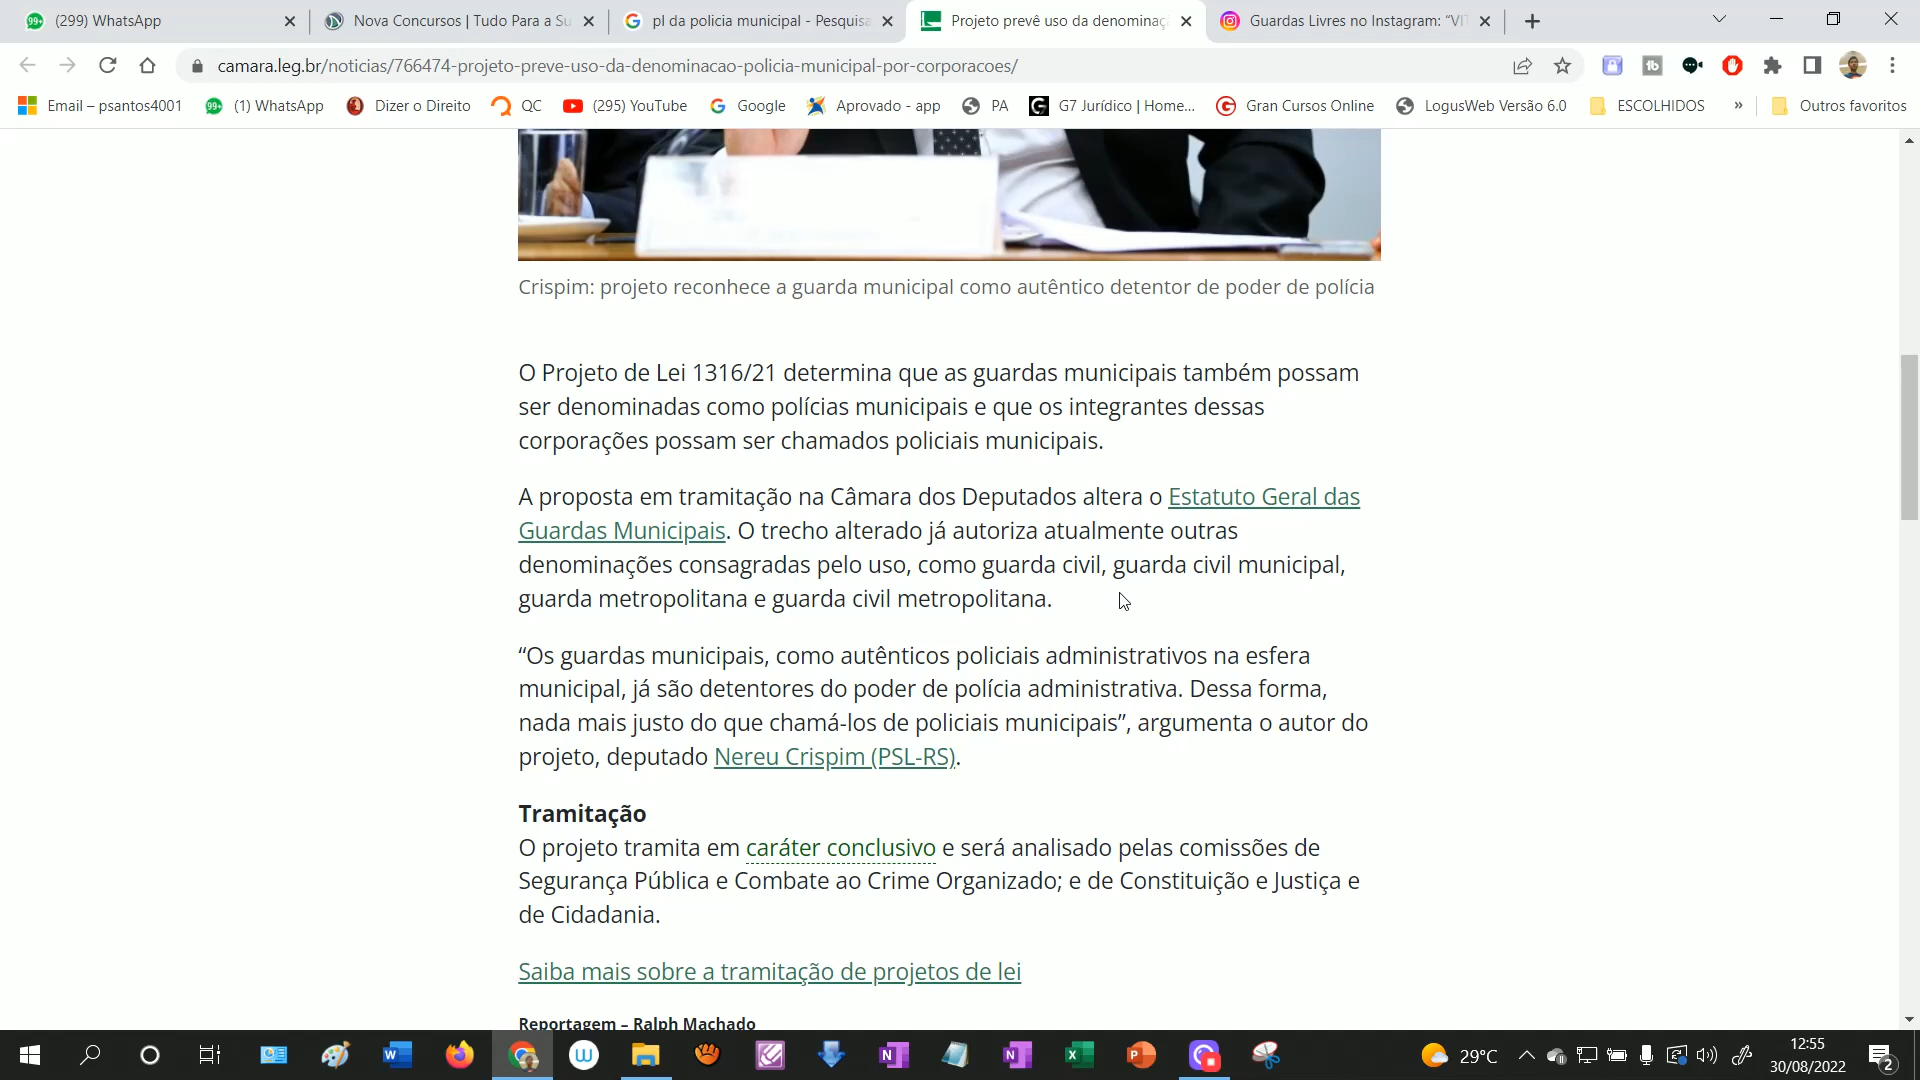 (299) WhatsApp
Nova Concursos | Tudo Para a Su
pl da policia municipal - Pesquisa
Projeto prevê uso da denominaç
Guardas Livres no Instagram: “VI
camara.leg.br/noticias/766474-projeto-preve-uso-da-denominacao-policia-municipal-por-corporacoes/
Email – psantos4001
(1) WhatsApp
Dizer o Direito
QC
(295) YouTube
Google
Aprovado - app
PA
G7 Jurídico | Home...
Gran Cursos Online
LogusWeb Versão 6.0
ESCOLHIDOS
»
Outros favoritos
Crispim: projeto reconhece a guarda municipal como autêntico detentor de poder de polícia
O Projeto de Lei 1316/21 determina que as guardas municipais também possam
ser denominadas como polícias municipais e que os integrantes dessas
corporações possam ser chamados policiais municipais.
A proposta em tramitação na Câmara dos Deputados altera o Estatuto Geral das
Guardas Municipais. O trecho alterado já autoriza atualmente outras
denominações consagradas pelo uso, como guarda civil, guarda civil municipal,
guarda metropolitana e guarda civil metropolitana.
“Os guardas municipais, como autênticos policiais administrativos na esfera
municipal, já são detentores do poder de polícia administrativa. Dessa forma,
nada mais justo do que chamá-los de policiais municipais”, argumenta o autor do
projeto, deputado Nereu Crispim (PSL-RS).
Tramitação
O projeto tramita em caráter conclusivo e será analisado pelas comissões de
Segurança Pública e Combate ao Crime Organizado; e de Constituição e Justiça e
de Cidadania.
Saiba mais sobre a tramitação de projetos de lei
Reportagem – Ralph Machado
29°C
12:55
30/08/2022
2